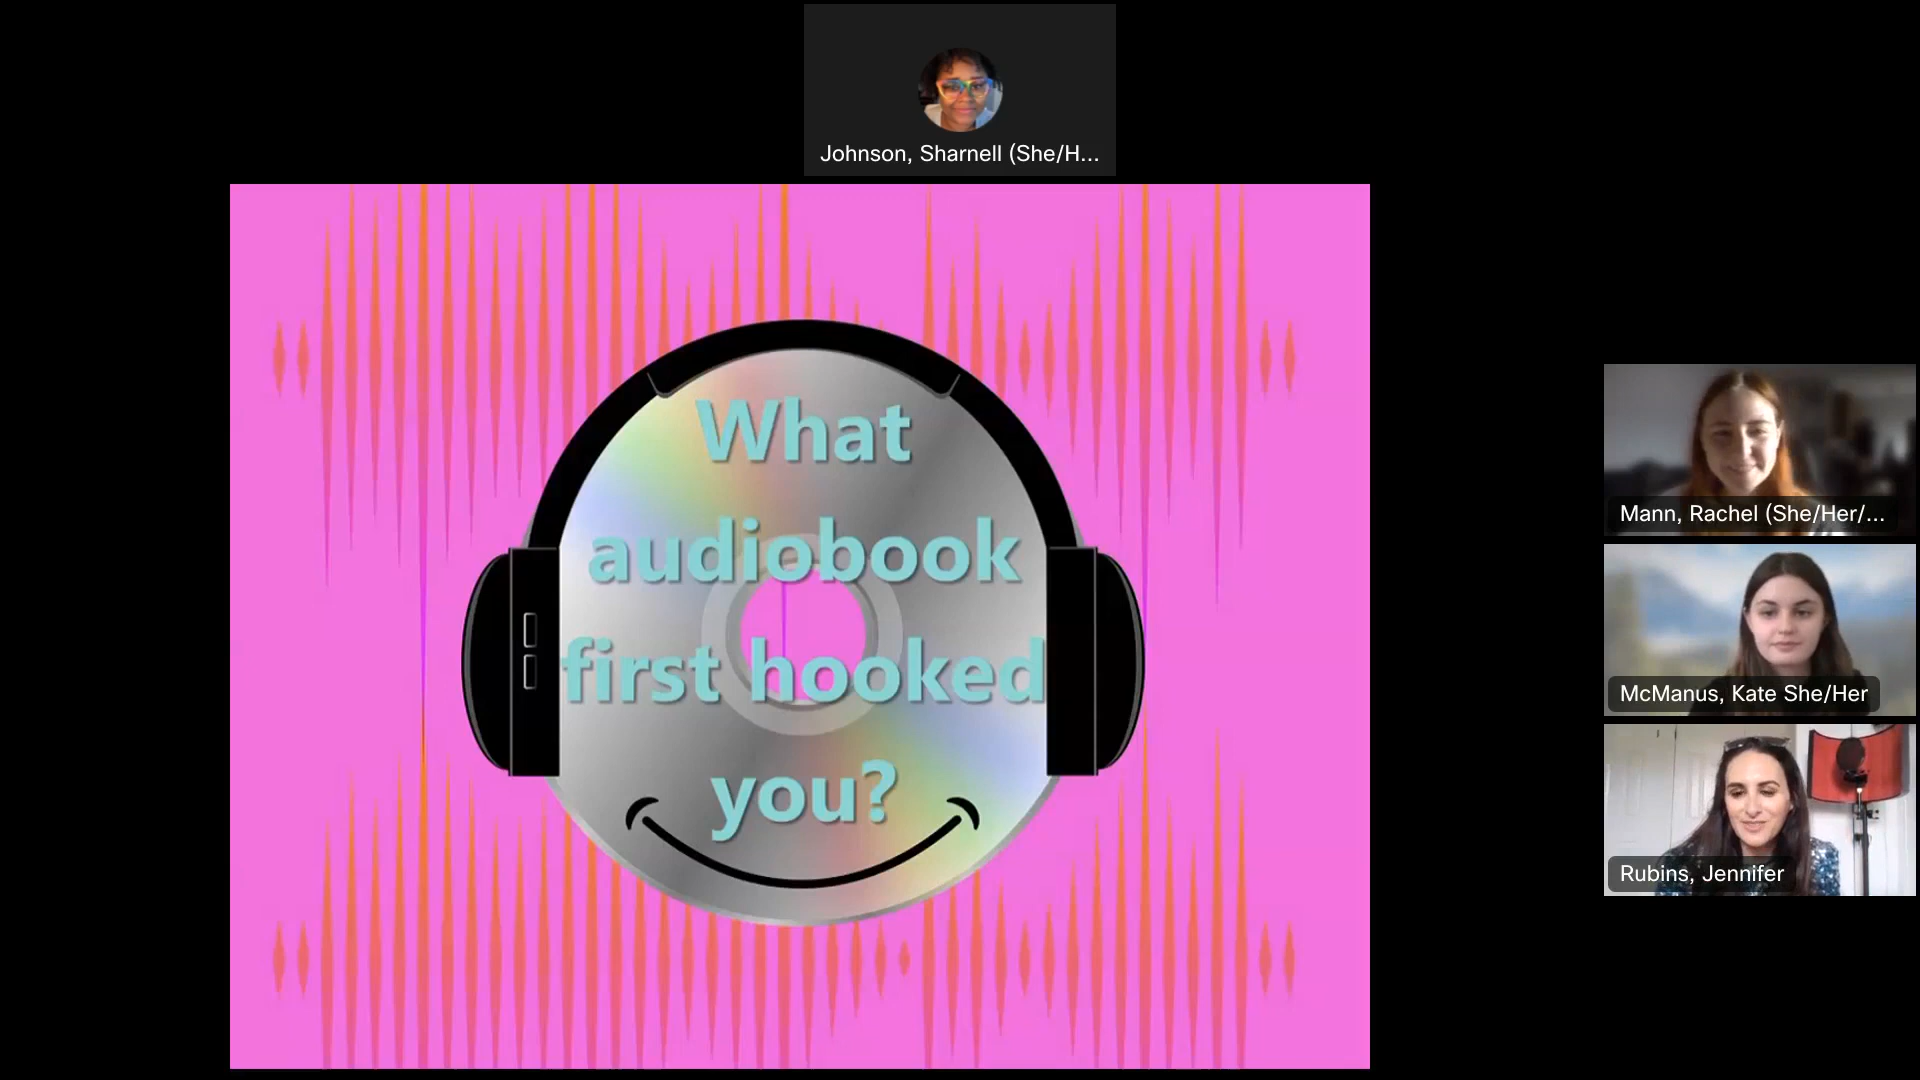 Johnson, Sharnell (She/H...
What
audiobook
first hooked
you?
Mann, Rachel (She/Her/...
McManus, Kate She/Her
Rubins, Jennifer